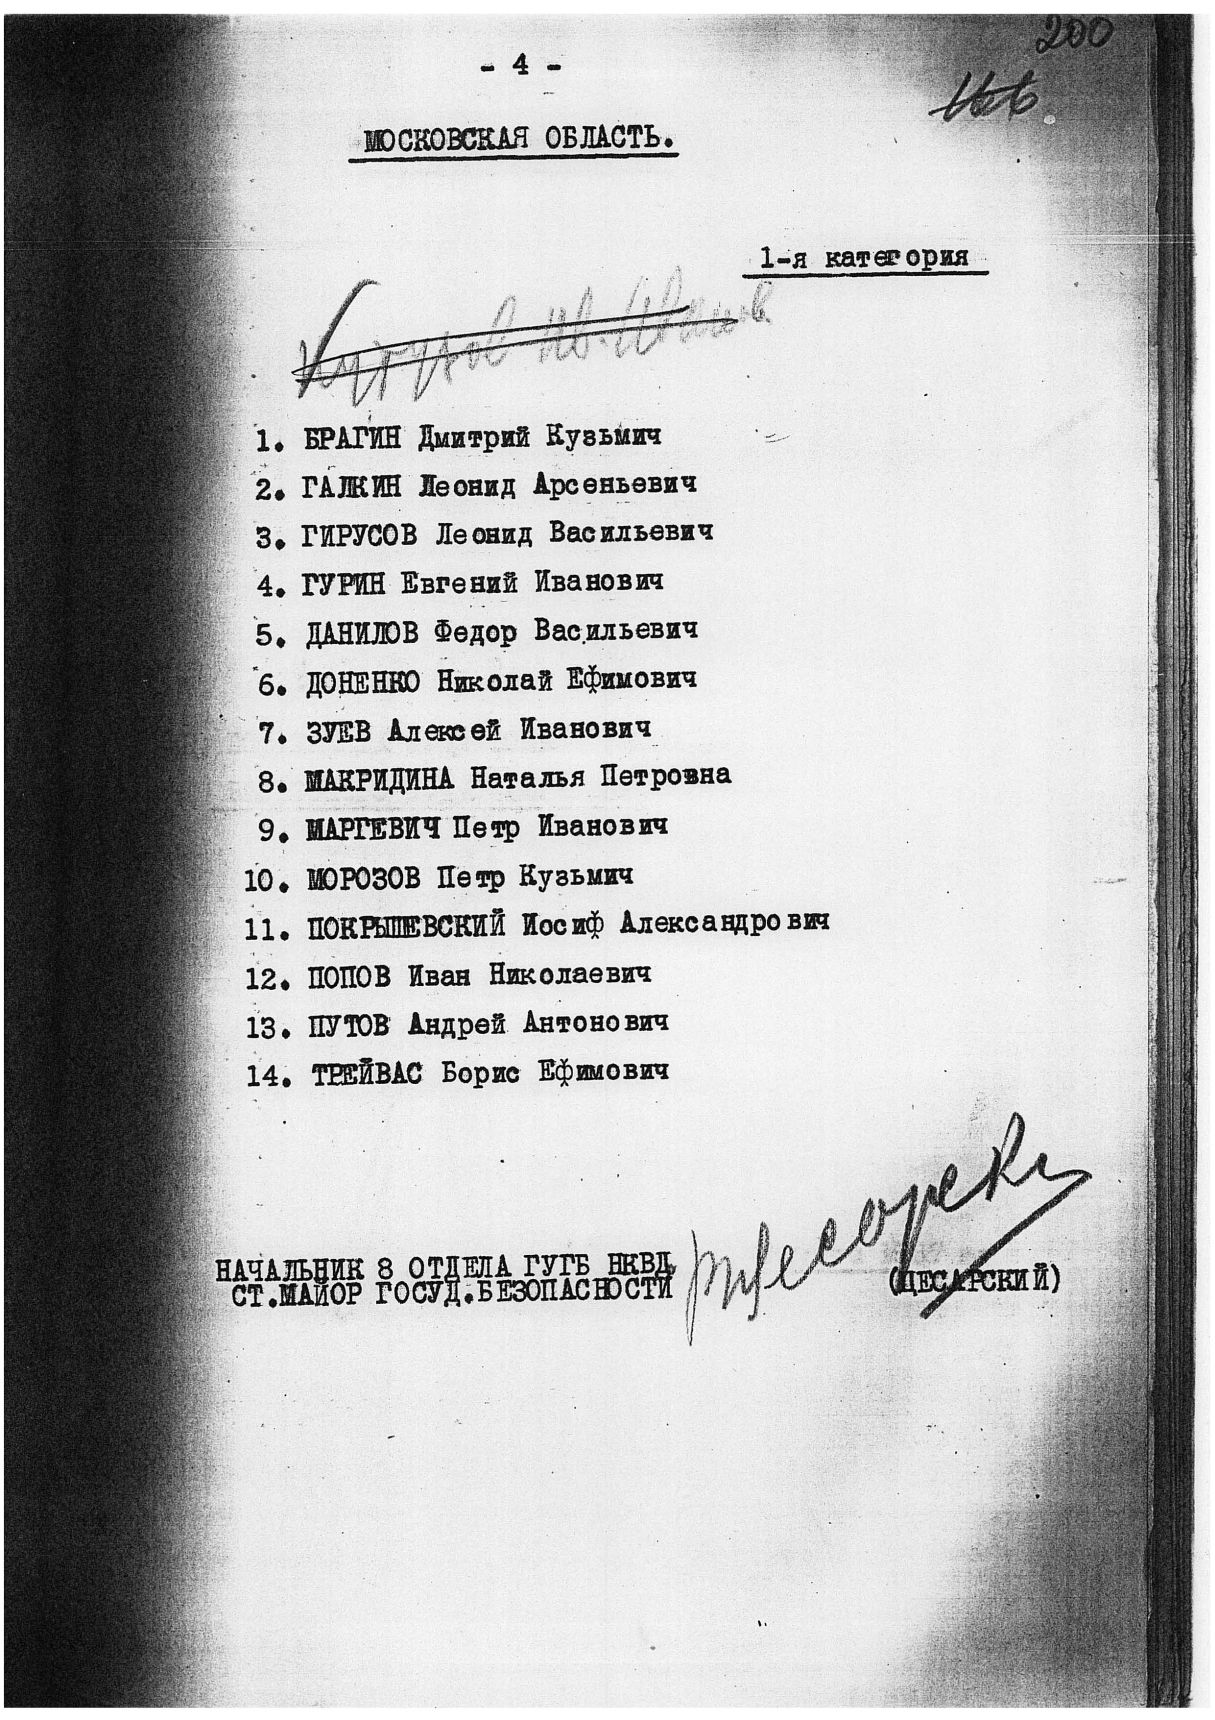 200
166
- 4 -
МОСКОВСКАЯ ОБЛАСТЬ.
1-я категория
Кутузов Ив. Иванов.
1. БРАГИН Дмитрий Кузьмич
2. ГАЛКИН Леонид Арсеньевич
3. ГИРУСОВ Леонид Васильевич
4. ГУРИН Евгений Иванович
5. ДАНИЛОВ Федор Васильевич
6. ДОНЕНКО Николай Ефимович
7. ЗУЕВ Алексей Иванович
8. МАКРИДИНА Наталья Петровна
9. МАРГЕВИЧ Петр Иванович
10. МОРОЗОВ Петр Кузьмич
11. ПОКРЫШЕВСКИЙ Иосиф Александрович
12. ПОПОВ Иван Николаевич
13. ПУТОВ Андрей Антонович
14. ТРЕЙВАС Борис Ефимович
НАЧАЛЬНИК 8 ОТДЕЛА ГУГБ НКВД
СТ.МАЙОР ГОСУД.БЕЗОПАСНОСТИ
(ЦЕСАРСКИЙ)